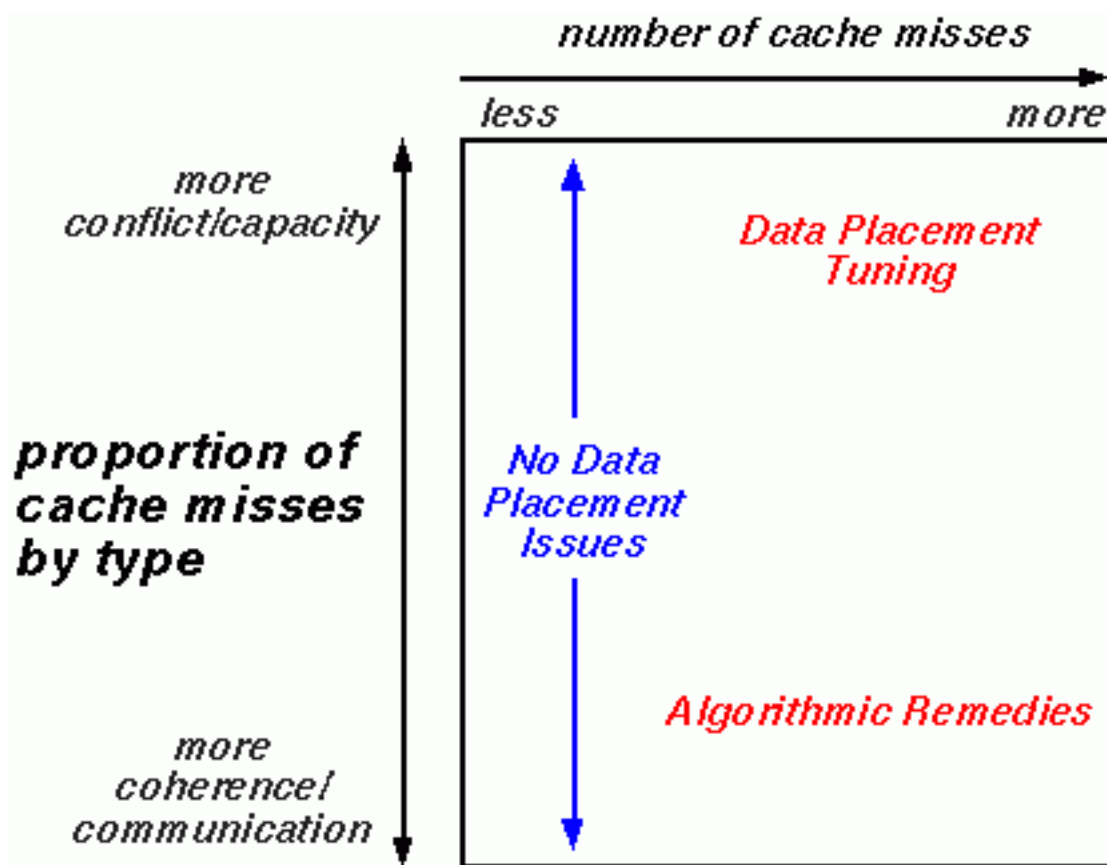 number of cache misses
less
more
more
conflict/capacity
Data Placement
Tuning
proportion of
cache misses
by type
No Data
Placement
Issues
Algorithmic Remedies
more
coherence/
communication